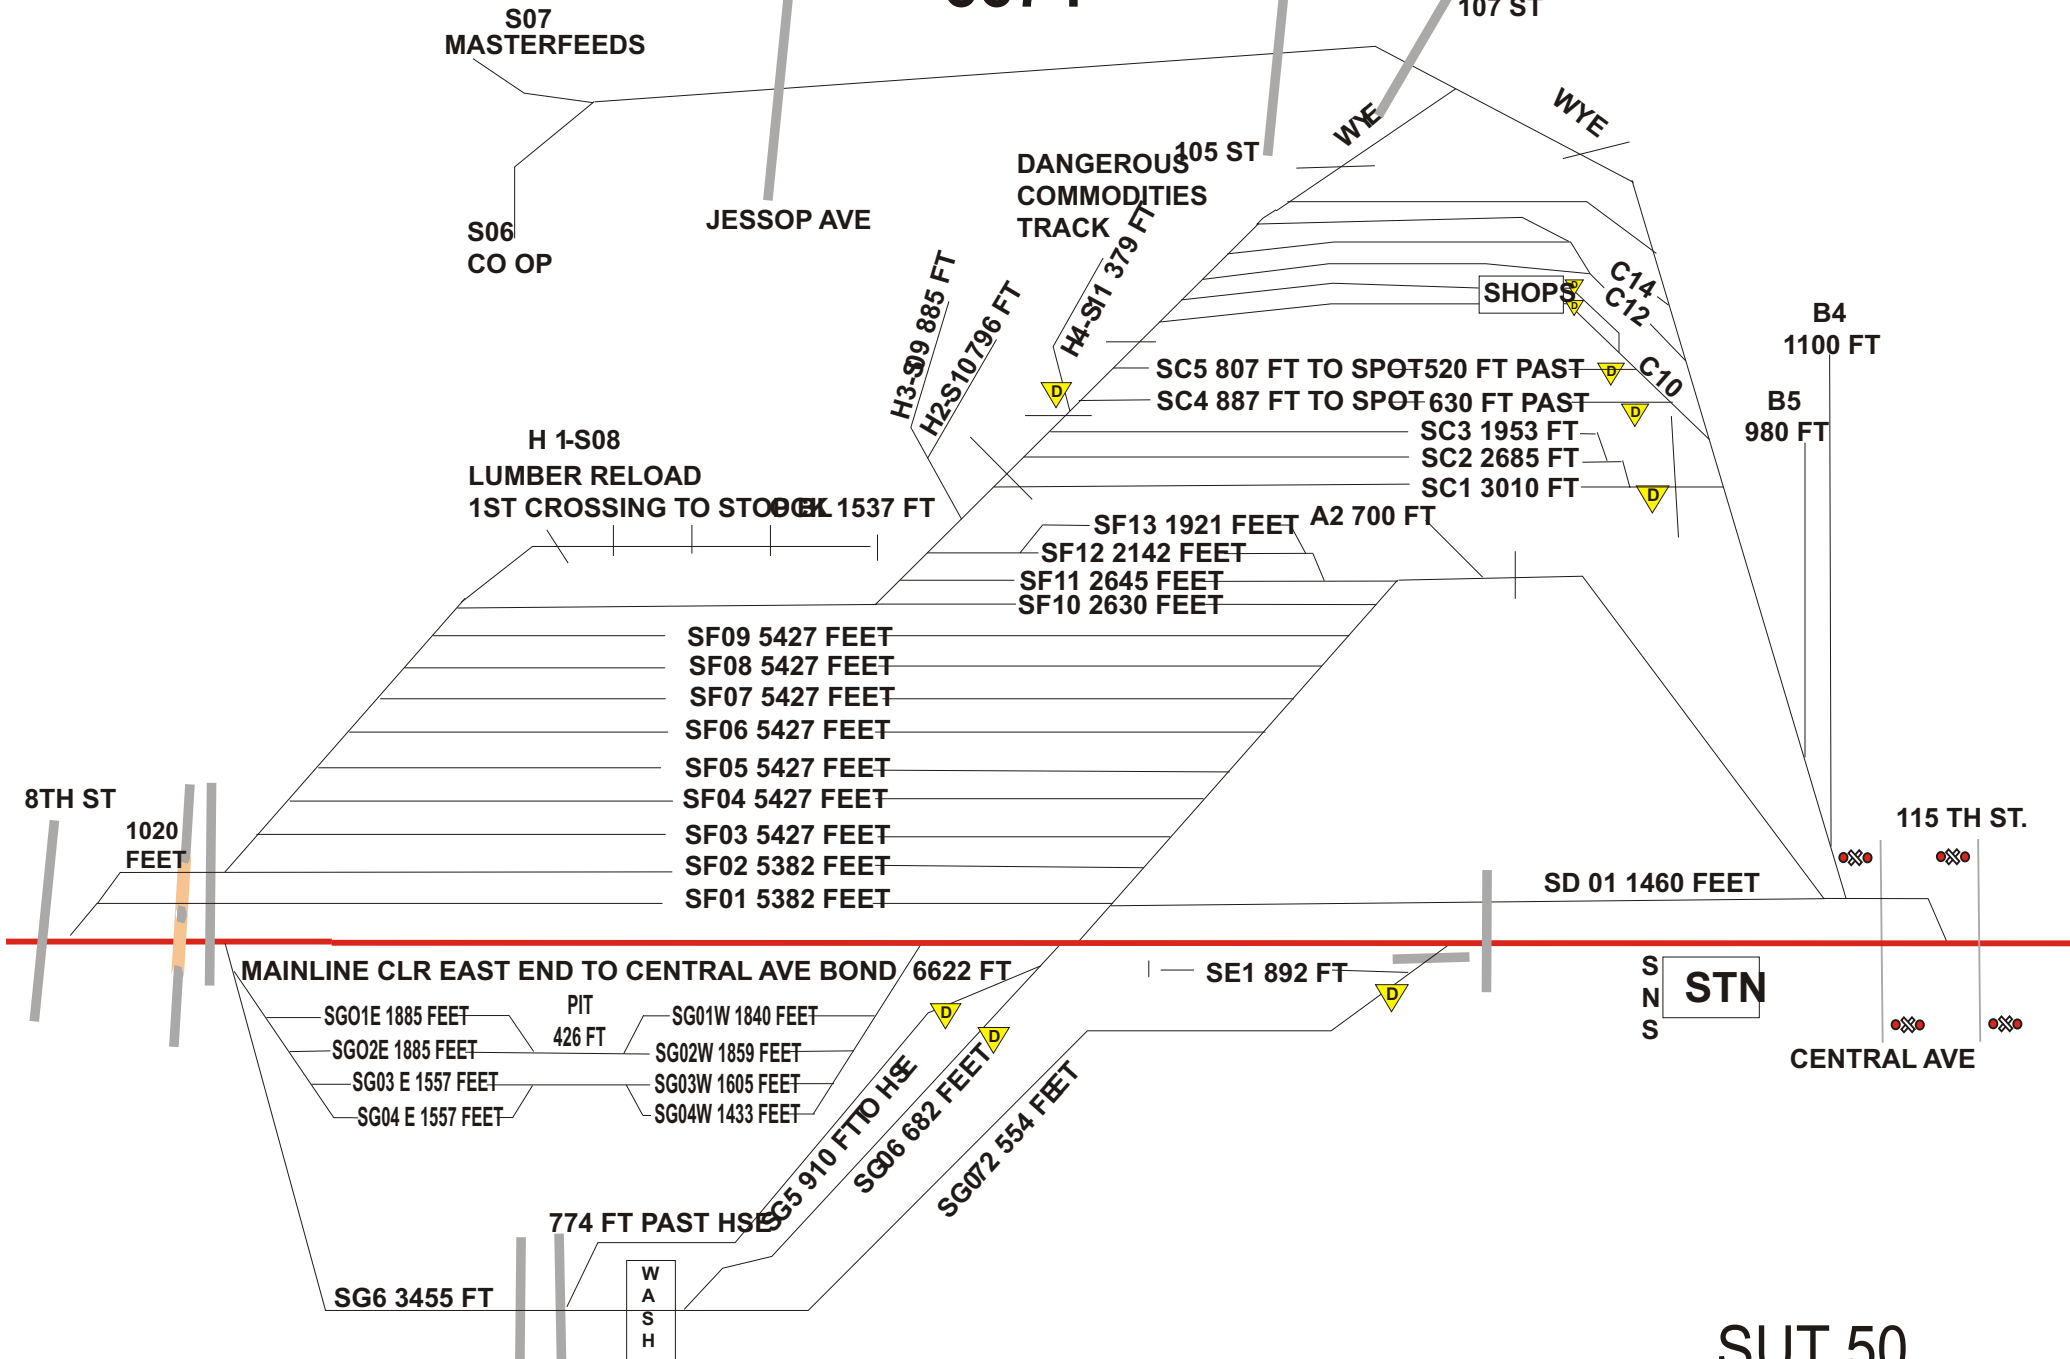 S07
MASTERFEEDS
107 ST
WYE
WYE
105 ST
DANGEROUS
COMMODITIES
TRACK
JESSOP AVE
S06
CO OP
H3-S09 885 FT
H2-S10 796 FT
H4-S11 379 FT
SHOPS
D
D
C14
C12
C10
B4
1100 FT
B5
980 FT
SC5 807 FT TO SPOT 520 FT PAST
D
D
SC4 887 FT TO SPOT 630 FT PAST
D
SC3 1953 FT
SC2 2685 FT
SC1 3010 FT
D
H 1-S08
LUMBER RELOAD
1ST CROSSING TO STOP BLOCK 1537 FT
A2 700 FT
SF13 1921 FEET
SF12 2142 FEET
SF11 2645 FEET
SF10 2630 FEET
SF09 5427 FEET
SF08 5427 FEET
SF07 5427 FEET
SF06 5427 FEET
SF05 5427 FEET
SF04 5427 FEET
SF03 5427 FEET
SF02 5382 FEET
SF01 5382 FEET
8TH ST
1020
FEET
115 TH ST.
SD 01 1460 FEET
MAINLINE CLR EAST END TO CENTRAL AVE BOND 6622 FT
SE1 892 FT
D
S
N
S
STN
CENTRAL AVE
PIT
426 FT
SGO1E 1885 FEET
SG01W 1840 FEET
SGO2E 1885 FEET
SG02W 1859 FEET
SG03 E 1557 FEET
SG03W 1605 FEET
SG04 E 1557 FEET
SG04W 1433 FEET
D
D
SG5 910 FT TO HSE
SG06 682 FEET
SG07 2 554 FEET
774 FT PAST HSE
SG6 3455 FT
W
A
S
H
SUT 50